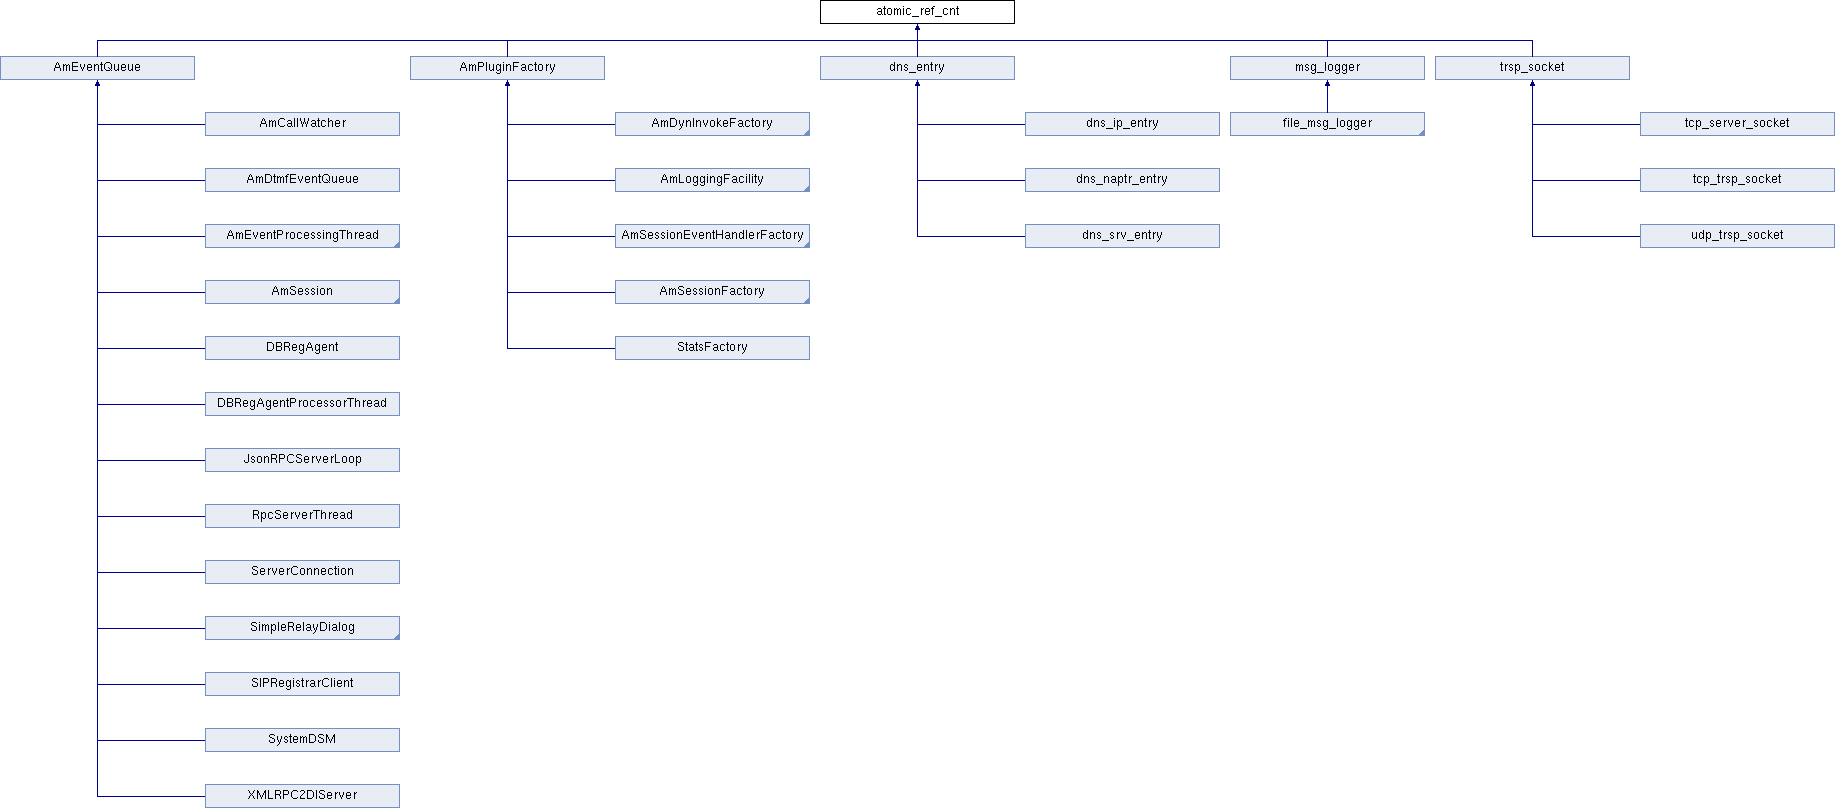 atomic_ref_cnt
AmEventQueue
AmPluginFactory
dns_entry
msg_logger
trsp_socket
AmCallWatcher
AmDynInvokeFactory
dns_ip_entry
file_msg_logger
tcp_server_socket
AmDtmfEventQueue
AmLoggingFacility
dns_naptr_entry
tcp_trsp_socket
AmEventProcessingThread
AmSessionEventHandlerFactory
dns_srv_entry
udp_trsp_socket
AmSession
AmSessionFactory
DBRegAgent
StatsFactory
DBRegAgentProcessorThread
JsonRPCServerLoop
RpcServerThread
ServerConnection
SimpleRelayDialog
SIPRegistrarClient
SystemDSM
XMLRPC2DIServer